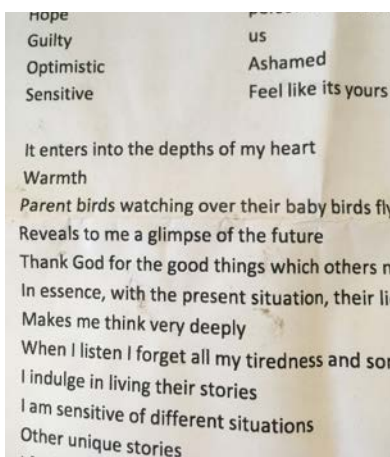 Hope
Guilty us
Optimistic Ashamed
Sensitive Feel like its yours
It enters into the depths of my heart
Warmth
Parent birds watching over their baby birds
Reveals to me a glimpse of the future
Thank God for the good things which others
In essence, with the present situation, their
Makes me think very deeply
When I listen I forget all my tiredness and
I indulge in living their stories
I am sensitive of different situations
Other unique stories